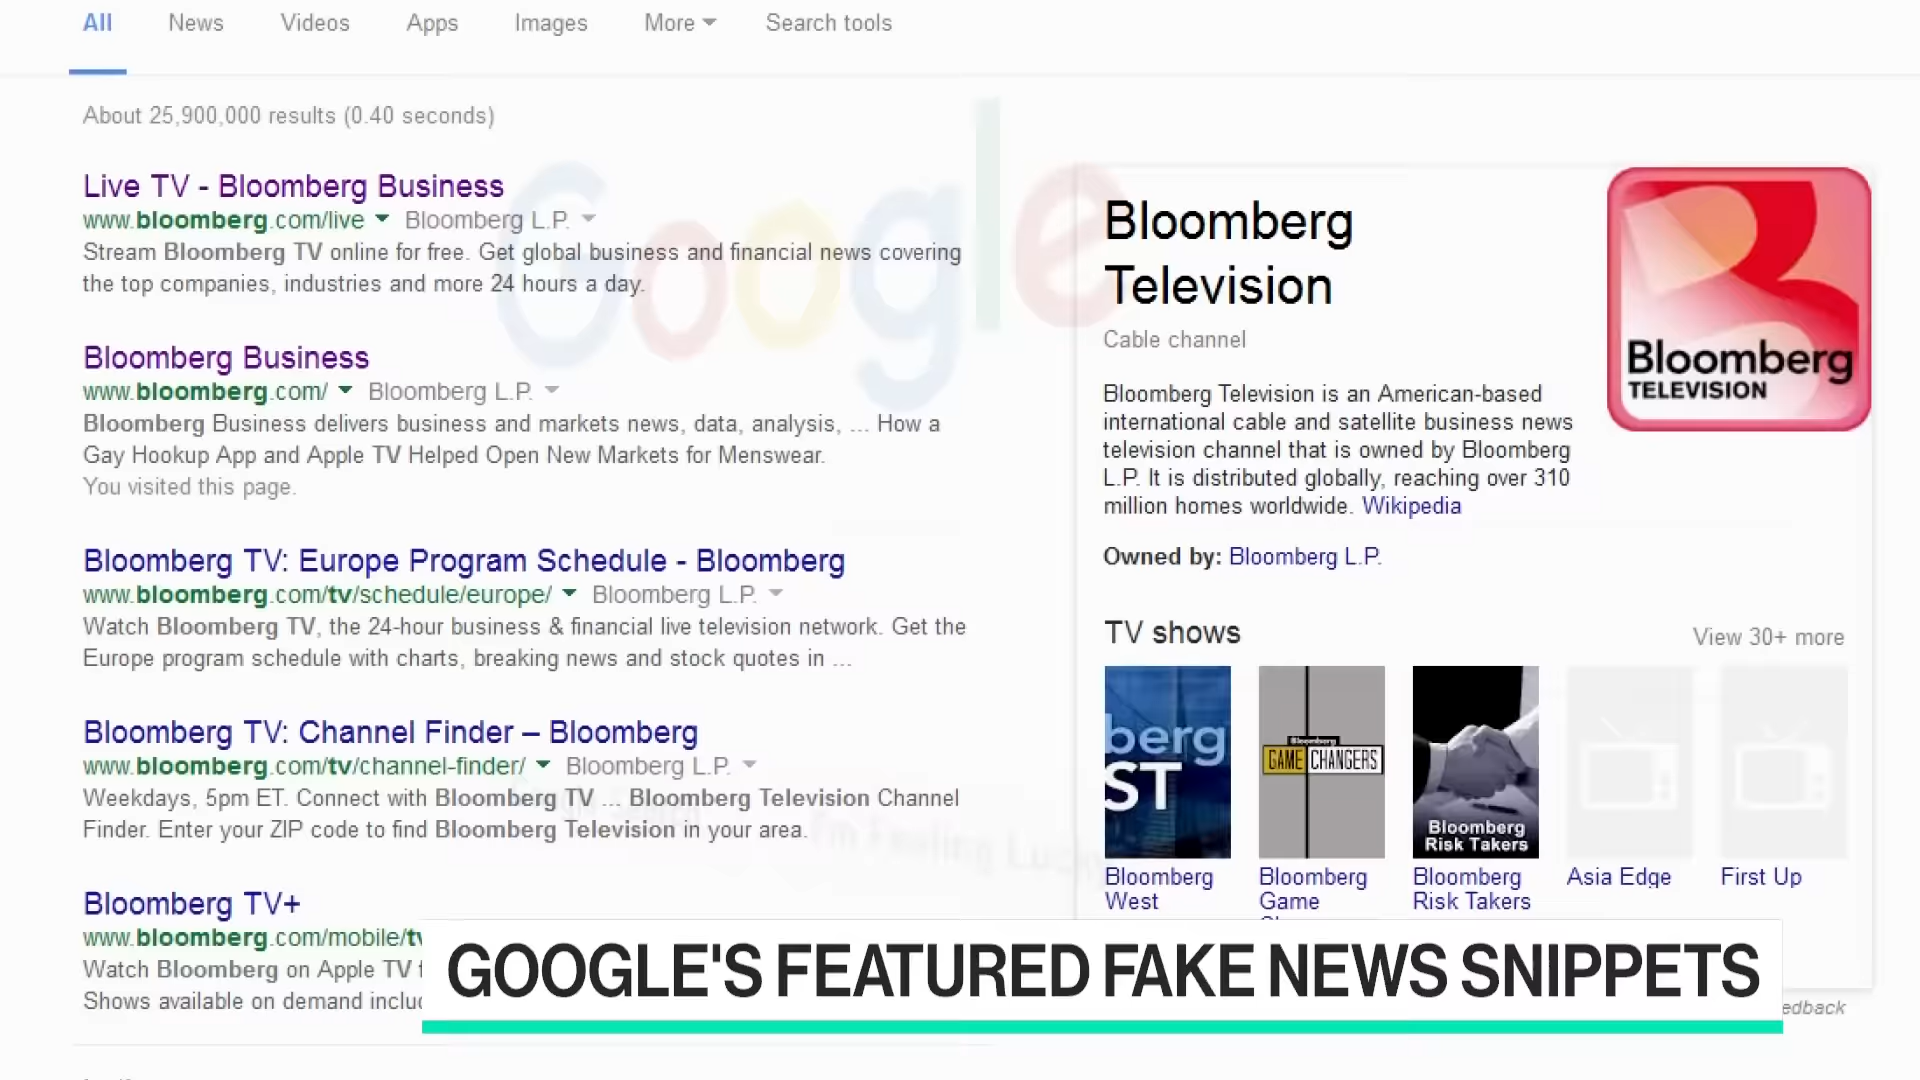 All News Videos Apps Images More Search tools
About 25,900,000 results (0.40 seconds)
Google
Live TV - Bloomberg Business
www.bloomberg.com/live Bloomberg L.P.
Stream Bloomberg TV online for free. Get global business and financial news covering
the top companies, industries and more 24 hours a day.
Bloomberg Business
www.bloomberg.com/ Bloomberg L.P.
Bloomberg Business delivers business and markets news, data, analysis, ... How a
Gay Hookup App and Apple TV Helped Open New Markets for Menswear.
You visited this page.
Bloomberg TV: Europe Program Schedule - Bloomberg
www.bloomberg.com/tv/schedule/europe/ Bloomberg L.P.
Watch Bloomberg TV, the 24-hour business & financial live television network. Get the
Europe program schedule with charts, breaking news and stock quotes in ...
Bloomberg TV: Channel Finder – Bloomberg
www.bloomberg.com/tv/channel-finder/ Bloomberg L.P.
Weekdays, 5pm ET. Connect with Bloomberg TV ... Bloomberg Television Channel
Finder. Enter your ZIP code to find Bloomberg Television in your area.
I'm Feeling Lucky
Bloomberg TV+
www.bloomberg.com/mobile/tv
Watch Bloomberg on Apple TV
Shows available on demand
Bloomberg
Television
Cable channel
Bloomberg Television is an American-based
international cable and satellite business news
television channel that is owned by Bloomberg
L.P. It is distributed globally, reaching over 310
million homes worldwide. Wikipedia
Owned by: Bloomberg L.P.
Bloomberg
TELEVISION
TV shows View 30+ more
berg
ST
Bloomberg
GAME CHANGERS
Bloomberg
Risk Takers
Bloomberg
West
Bloomberg
Game
Bloomberg
Risk Takers
Asia Edge
First Up
GOOGLE'S FEATURED FAKE NEWS SNIPPETS
edback